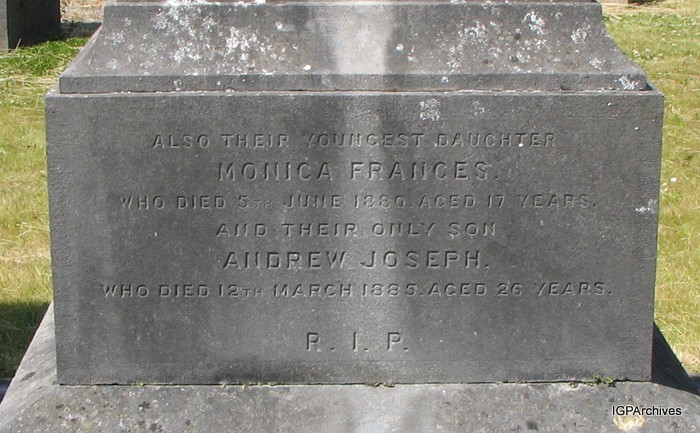 ALSO THEIR YOUNGEST DAUGHTER
MONICA FRANCES.
WHO DIED 5TH JUNE 1880. AGED 17 YEARS.
AND THEIR ONLY SON
ANDREW JOSEPH.
WHO DIED 12TH MARCH 1885. AGED 26 YEARS.
R. I. P.
IGPArchives